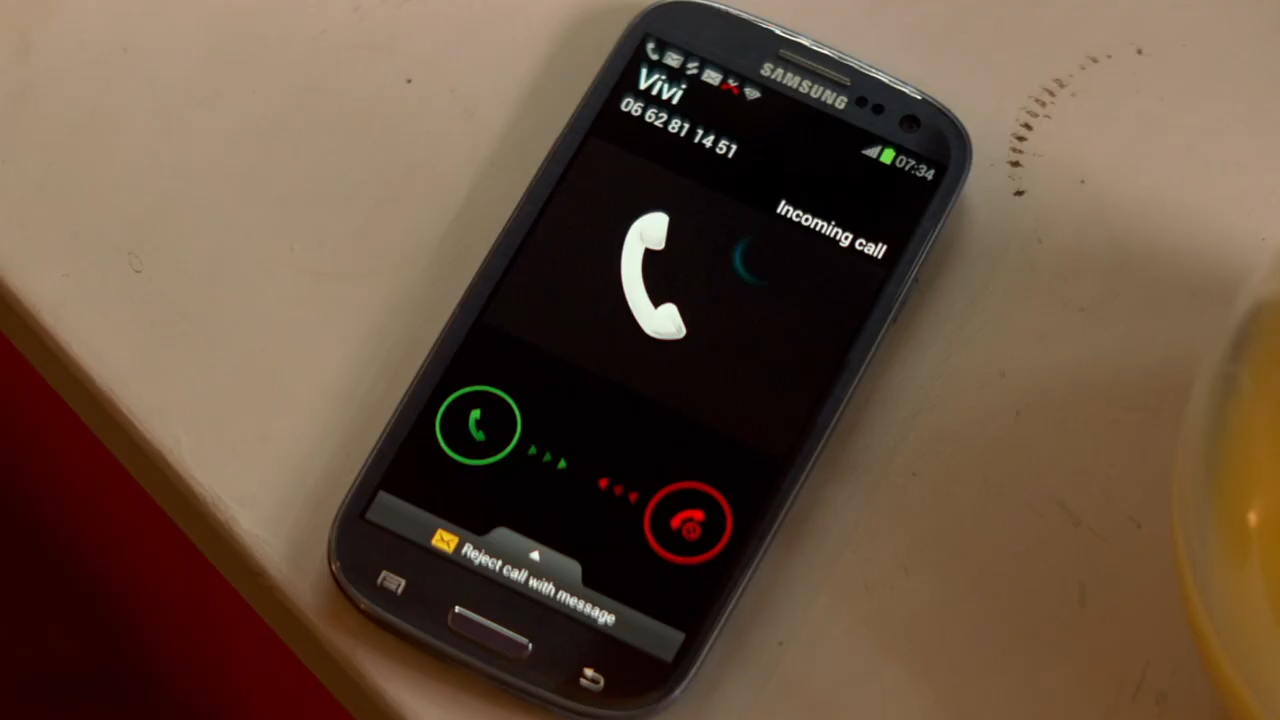 SAMSUNG
Vivi
06 62 81 14 51
07:34
Incoming call
Reject call with message